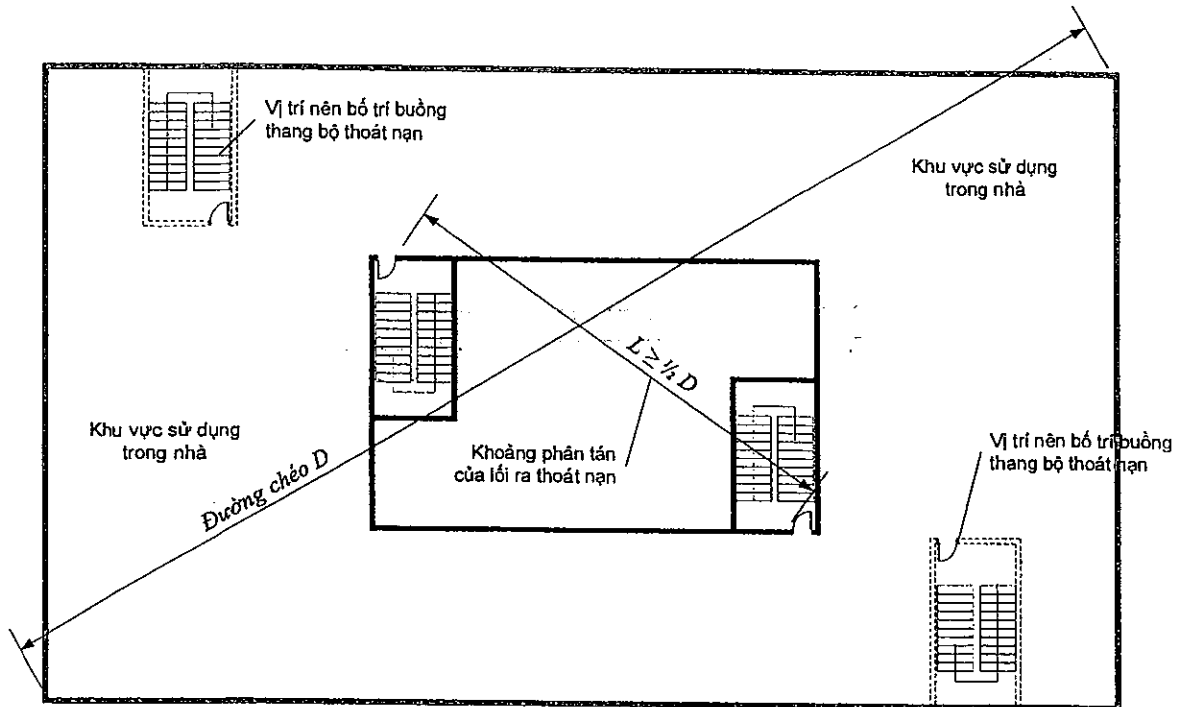 Vị trí nên bố trí buồng
thang bộ thoát nạn
Khu vực sử dụng
trong nhà
L ≥ ½ D
Khu vực sử dụng
trong nhà
Đường chéo D
Khoảng phân tán
của lối ra thoát nạn
Vị trí nên bố trí buồng
thang bộ thoát nạn